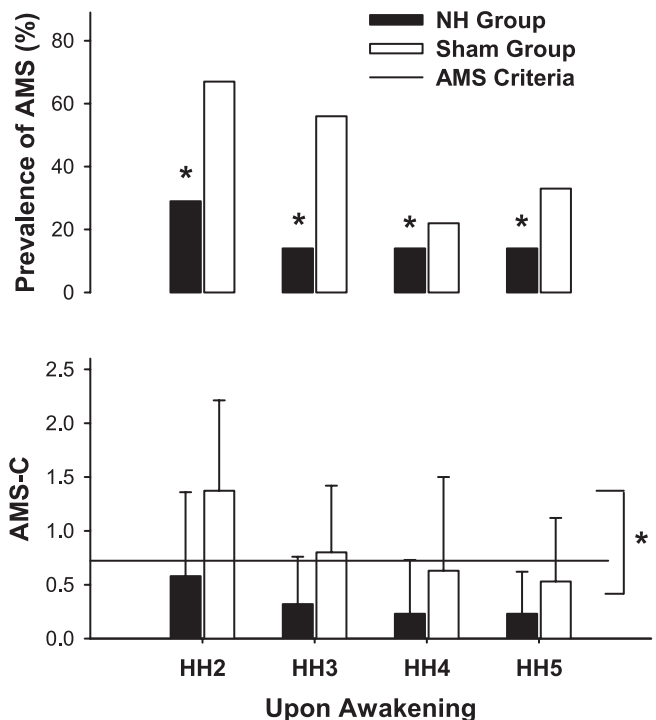 NH Group
Sham Group
AMS Criteria
Prevalence of AMS (%)
80
60
40
20
0
*
*
*
*
AMS-C
2.5
2.0
1.5
1.0
0.5
0.0
*
HH2 HH3 HH4 HH5
Upon Awakening